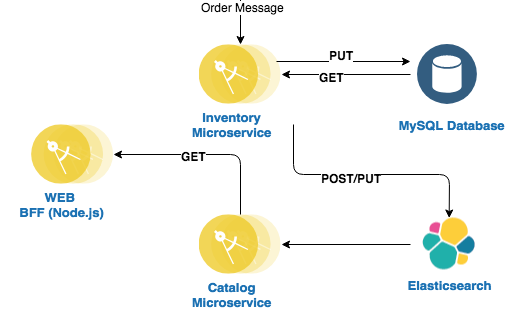 Order Message
PUT
GET
Inventory
Microservice
MySQL Database
GET
POST/PUT
WEB
BFF (Node.js)
Catalog
Microservice
Elasticsearch